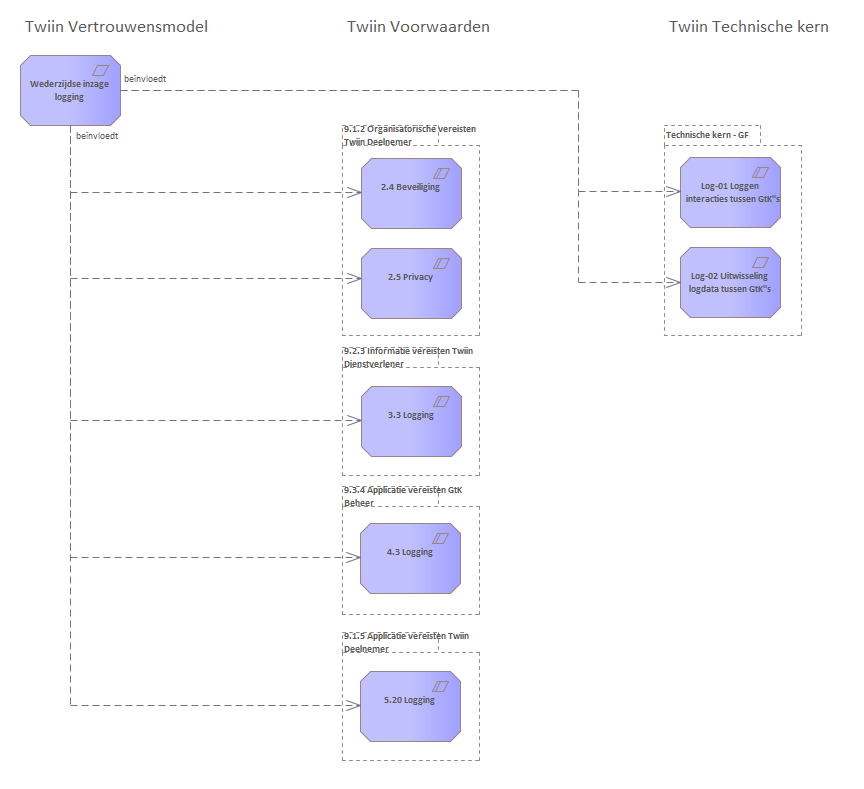 Twiin Vertrouwensmodel
Twiin Voorwaarden
Twiin Technische kern
Wederzijdse inzage
logging
beïnvloedt
beïnvloedt
9.1.2 Organisatorische vereisten
Twiin Deelnemer
2.4 Beveiliging
2.5 Privacy
9.2.3 Informatie vereisten Twiin
Dienstverlener
3.3 Logging
9.3.4 Applicatie vereisten GtK
Beheer
4.3 Logging
9.1.5 Applicatie vereisten Twiin
Deelnemer
5.20 Logging
Technische kern - GF
Log-01 Loggen
interacties tussen GtK"s
Log-02 Uitwisseling
logdata tussen GtK"s